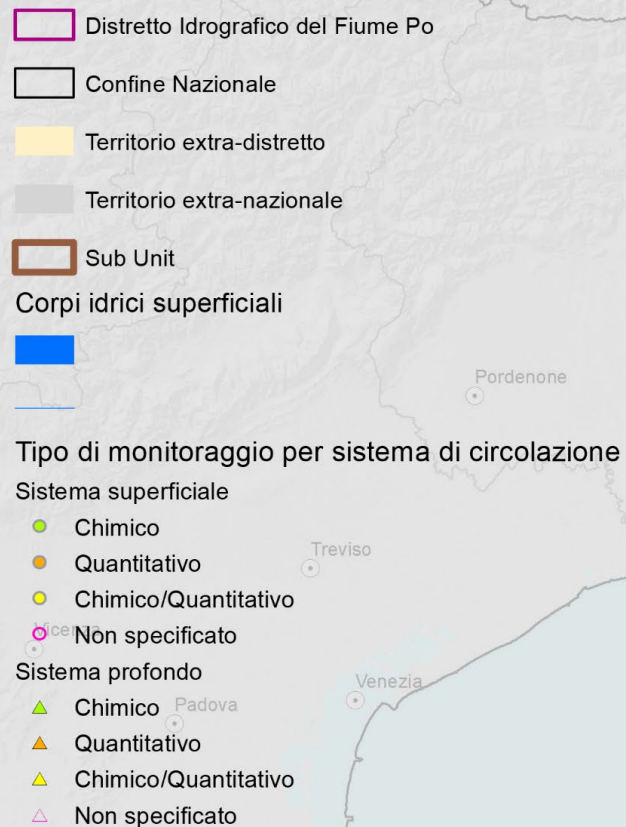 Distretto Idrografico del Fiume Po
Confine Nazionale
Territorio extra-distretto
Territorio extra-nazionale
Sub Unit
Corpi idrici superficiali
Pordenone
Tipo di monitoraggio per sistema di circolazione
Sistema superficiale
Chimico
Quantitativo
Treviso
Chimico/Quantitativo
Vicenza
Non specificato
Sistema profondo
Venezia
Chimico
Padova
Quantitativo
Chimico/Quantitativo
Non specificato